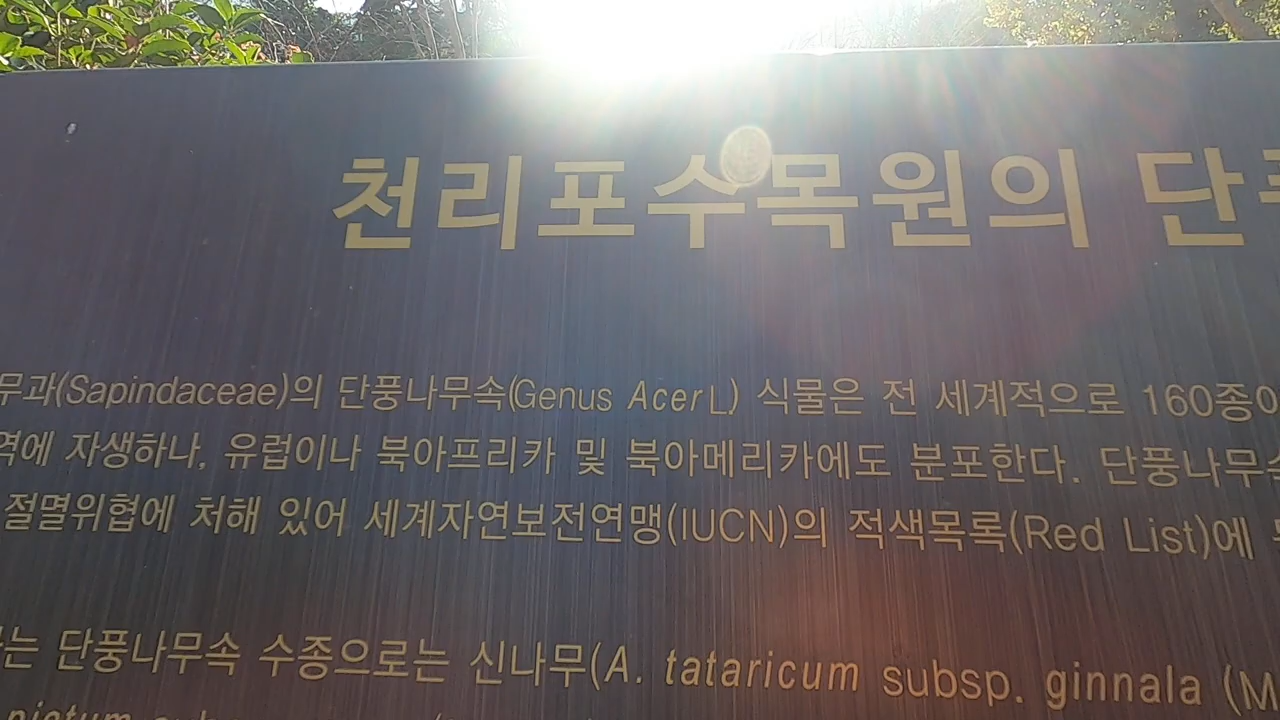 천리포수목원의 단
무과(Sapindaceae)의 단풍나무속(Genus Acer L.) 식물은 전 세계적으로 160종
역에 자생하나, 유럽이나 북아프리카 및 북아메리카에도 분포한다. 단풍나무속
절멸위협에 처해 있어 세계자연보전연맹(IUCN)의 적색목록(Red List)에
는 단풍나무속 수종으로는 신나무(A. tataricum subsp. ginnala (M
pictum